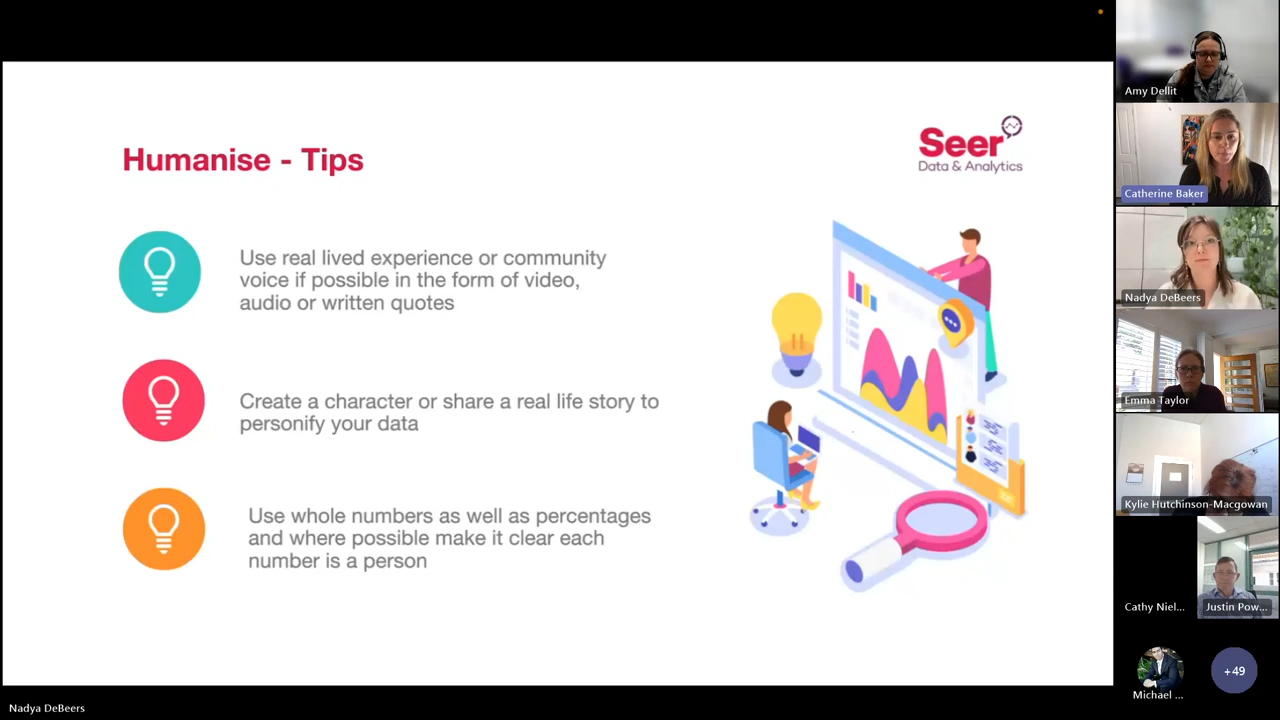 Humanise - Tips
Seer
Data & Analytics
Use real lived experience or community
voice if possible in the form of video,
audio or written quotes
Create a character or share a real life story to
personify your data
Use whole numbers as well as percentages
and where possible make it clear each
number is a person
Amy Dellit
Catherine Baker
Nadya DeBeers
Emma Taylor
Kylie Hutchinson-Macgowan
Cathy Niel...
Justin Pow...
Michael ...
+49
Nadya DeBeers